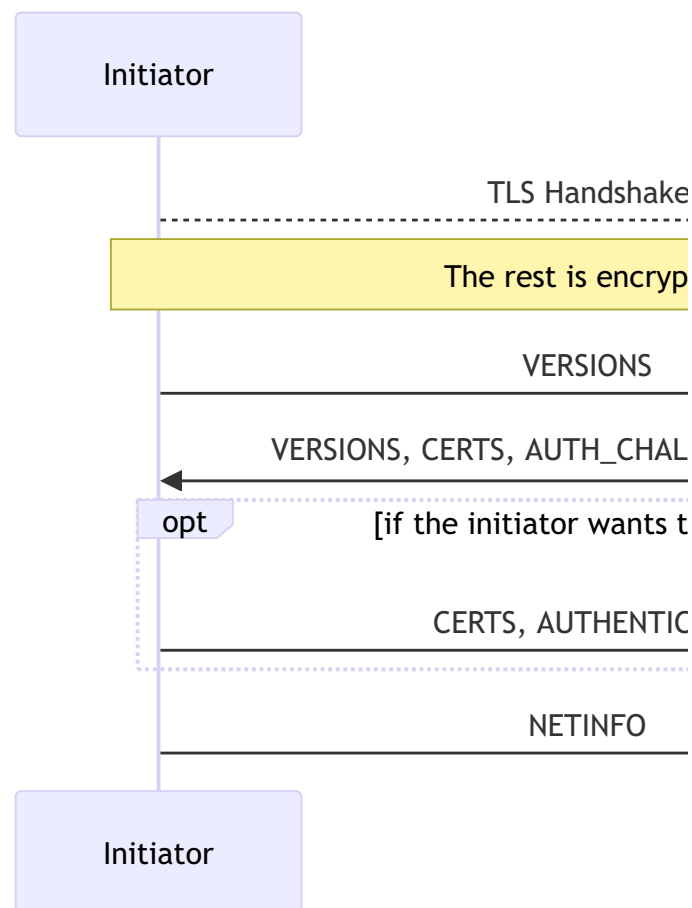 Initiator
TLS Handshake
The rest is encryp
VERSIONS
VERSIONS, CERTS, AUTH_CHAL
opt
[if the initiator wants t
CERTS, AUTHENTIC
NETINFO
Initiator